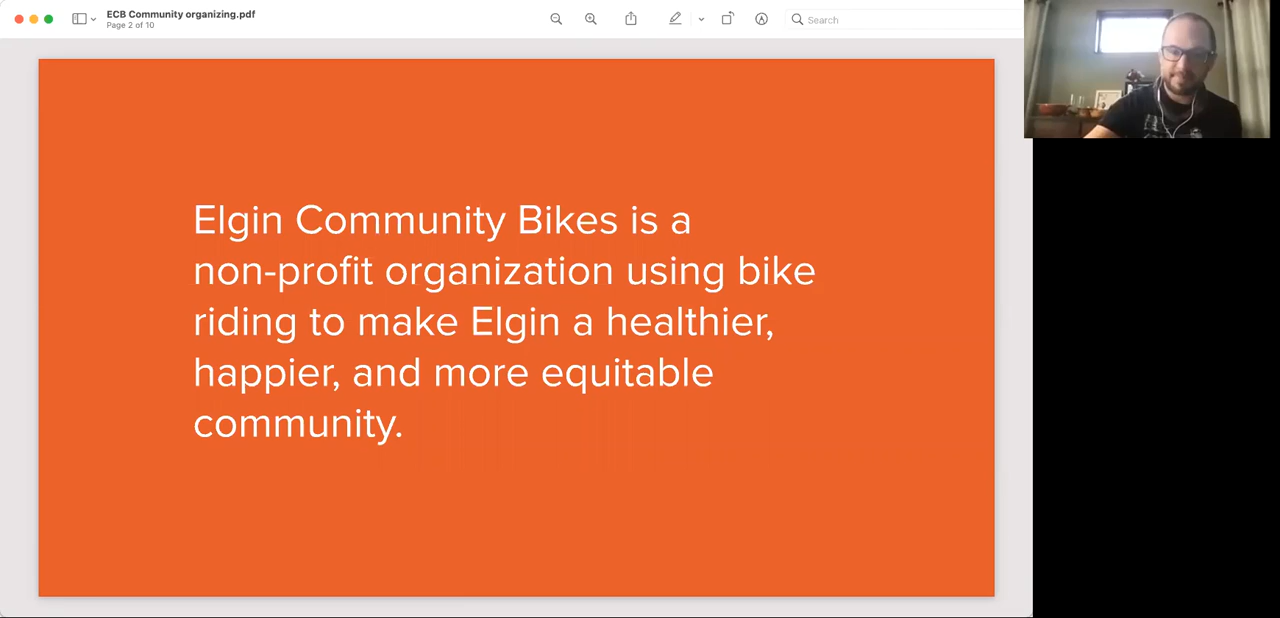 ECB Community organizing.pdf
Page 2 of 10
Search
Elgin Community Bikes is a
non-profit organization using bike
riding to make Elgin a healthier,
happier, and more equitable
community.